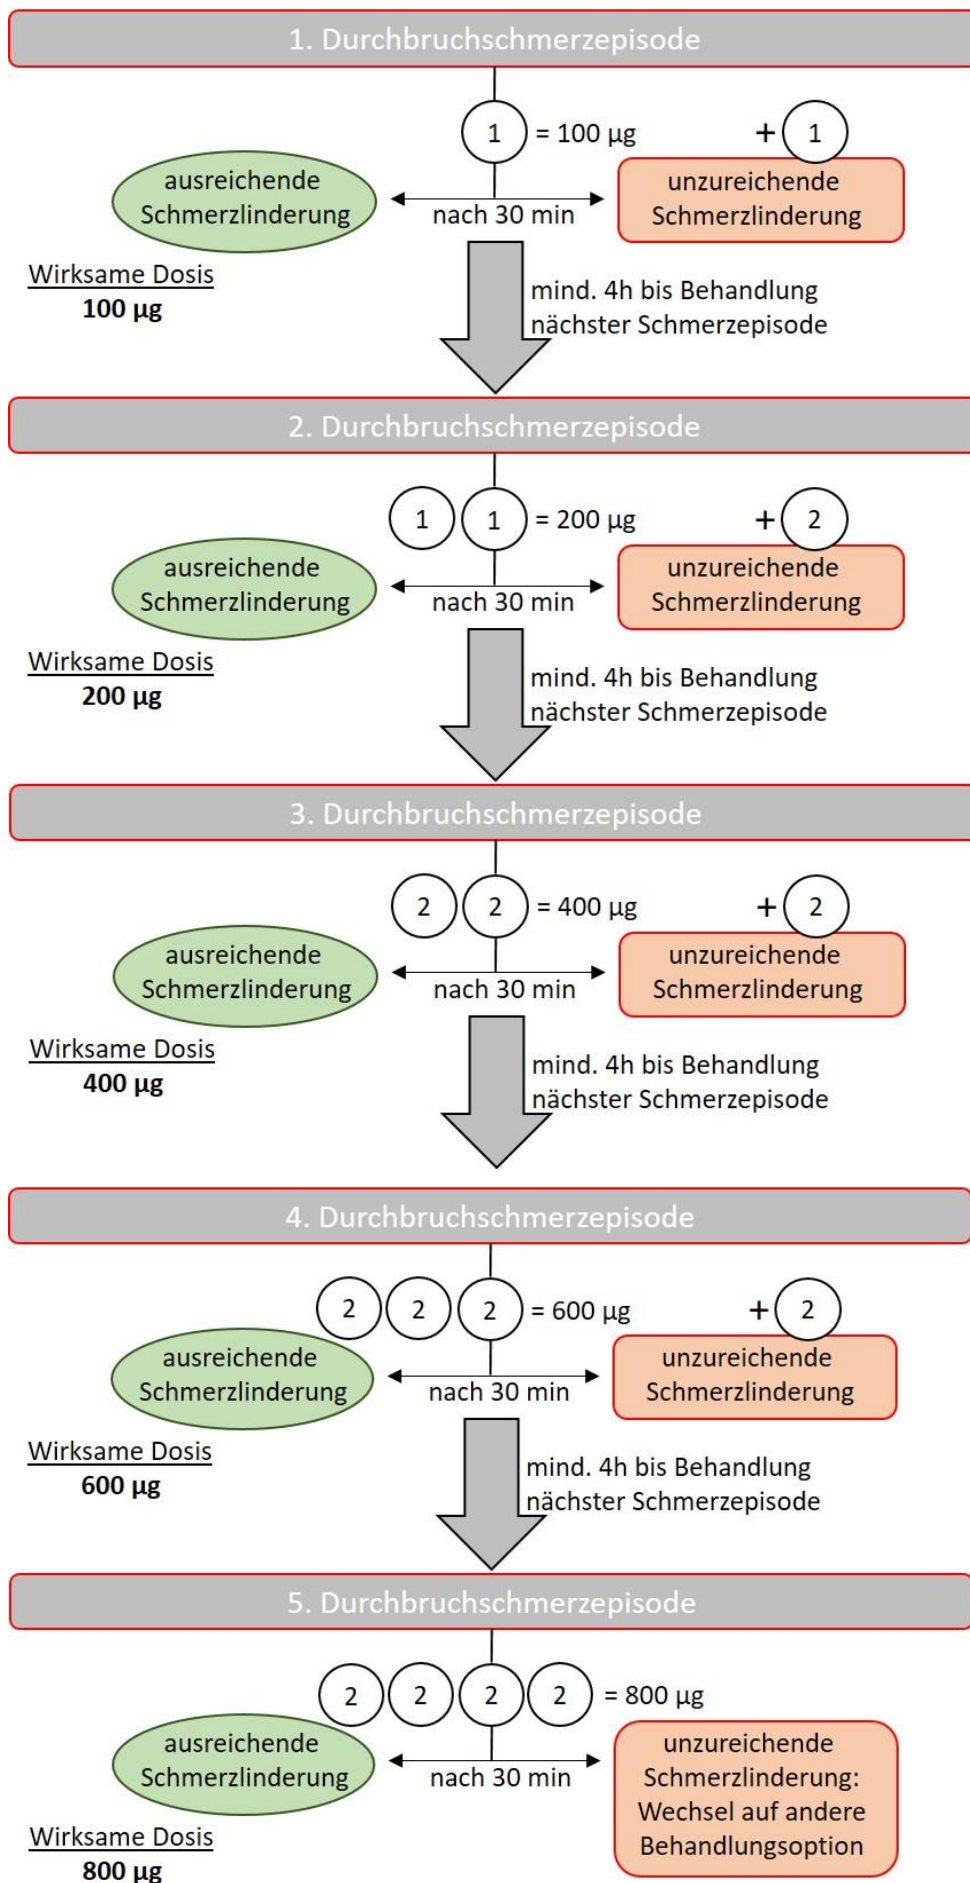 1. Durchbruchschmerzepisode
1 = 100 µg + 1
ausreichende
Schmerzlinderung
nach 30 min
unzureichende
Schmerzlinderung
Wirksame Dosis
100 µg
mind. 4h bis Behandlung
nächster Schmerzepisode
2. Durchbruchschmerzepisode
1 1 = 200 µg + 2
ausreichende
Schmerzlinderung
nach 30 min
unzureichende
Schmerzlinderung
Wirksame Dosis
200 µg
mind. 4h bis Behandlung
nächster Schmerzepisode
3. Durchbruchschmerzepisode
2 2 = 400 µg + 2
ausreichende
Schmerzlinderung
nach 30 min
unzureichende
Schmerzlinderung
Wirksame Dosis
400 µg
mind. 4h bis Behandlung
nächster Schmerzepisode
4. Durchbruchschmerzepisode
2 2 2 = 600 µg + 2
ausreichende
Schmerzlinderung
nach 30 min
unzureichende
Schmerzlinderung
Wirksame Dosis
600 µg
mind. 4h bis Behandlung
nächster Schmerzepisode
5. Durchbruchschmerzepisode
2 2 2 2 = 800 µg
ausreichende
Schmerzlinderung
nach 30 min
unzureichende
Schmerzlinderung:
Wechsel auf andere
Behandlungsoption
Wirksame Dosis
800 µg